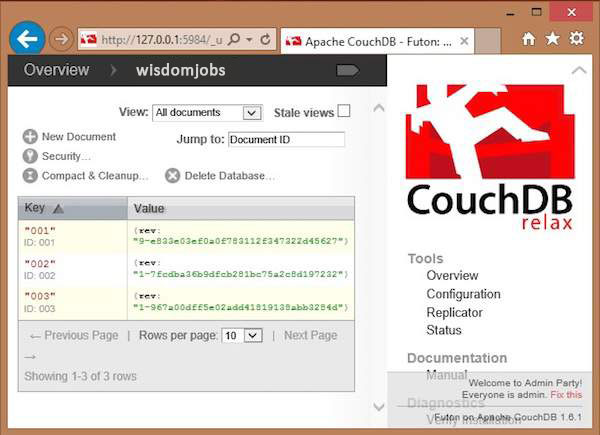 http://127.0.0.1:5984/_u
Apache CouchDB - Futon: ...
Overview
wisdomjobs
View: All documents
Stale views
New Document
Jump to: Document ID
Security...
Compact & Cleanup...
Delete Database...
Key
Value
"001"
ID: 001
{rev:
"9-e833e03ef0a0f783112f347322d45627"}
"002"
ID: 002
{rev:
"1-7fcdba36b9dfcb281bc75a2c8d197232"}
"003"
ID: 003
{rev:
"1-967a00dff5e02add41819138abb3284d"}
← Previous Page | Rows per page: 10 | Next Page
→
Showing 1-3 of 3 rows
CouchDB
relax
Tools
Overview
Configuration
Replicator
Status
Documentation
Manual
Welcome to Admin Party!
Everyone is admin. Fix this
Diagnostics
Futon on Apache CouchDB 1.6.1
Verify Installation